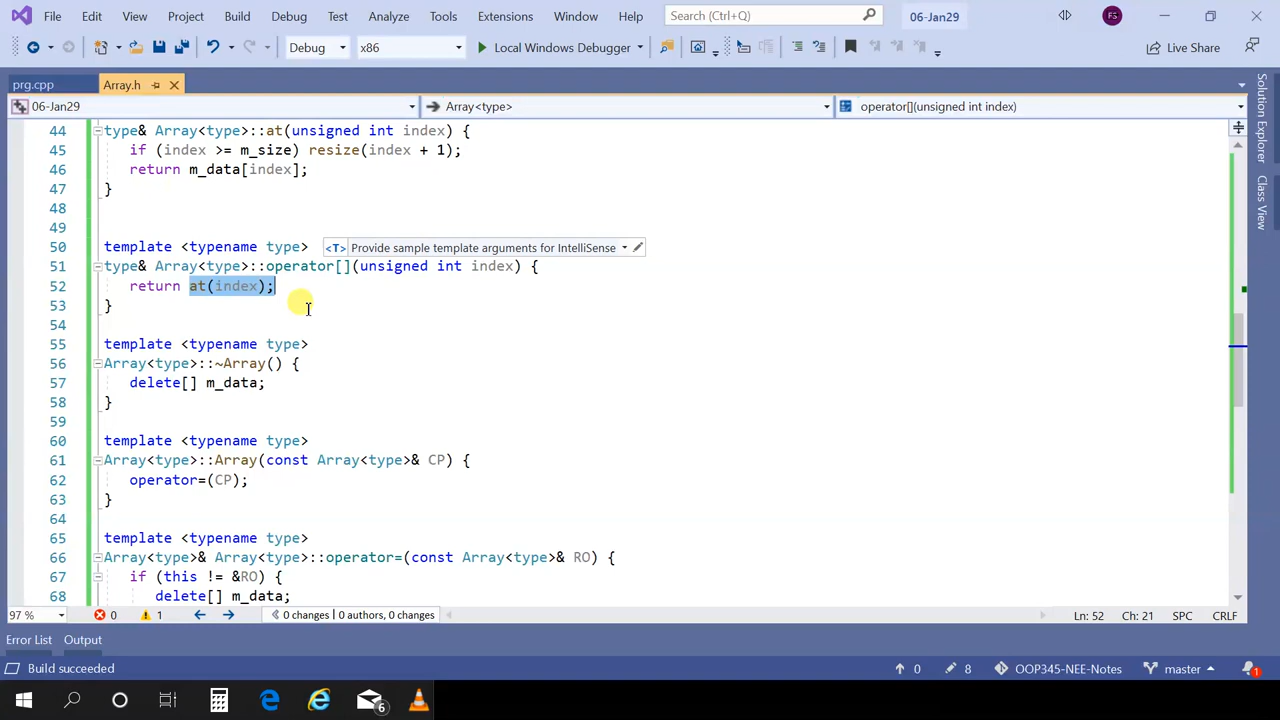 File Edit View Project Build Debug Test Analyze Tools Extensions Window Help Search (Ctrl+Q) 06-Jan29 FS
Debug x86 Local Windows Debugger Live Share
prg.cpp Array.h
06-Jan29 Array<type> operator[](unsigned int index)
44 type& Array<type>::at(unsigned int index) {
45 if (index >= m_size) resize(index + 1);
46 return m_data[index];
47 }
48
49
50 template <typename type> <T> Provide sample template arguments for IntelliSense
51 type& Array<type>::operator[](unsigned int index) {
52 return at(index);
53 }
54
55 template <typename type>
56 Array<type>::~Array() {
57 delete[] m_data;
58 }
59
60 template <typename type>
61 Array<type>::Array(const Array<type>& CP) {
62 operator=(CP);
63 }
64
65 template <typename type>
66 Array<type>& Array<type>::operator=(const Array<type>& RO) {
67 if (this != &RO) {
68 delete[] m_data;
97 % 0 1 0 changes | 0 authors, 0 changes Ln: 52 Ch: 21 SPC CRLF
Error List Output
Build succeeded 0 8 OOP345-NEE-Notes master 1
6
Solution Explorer
Class View